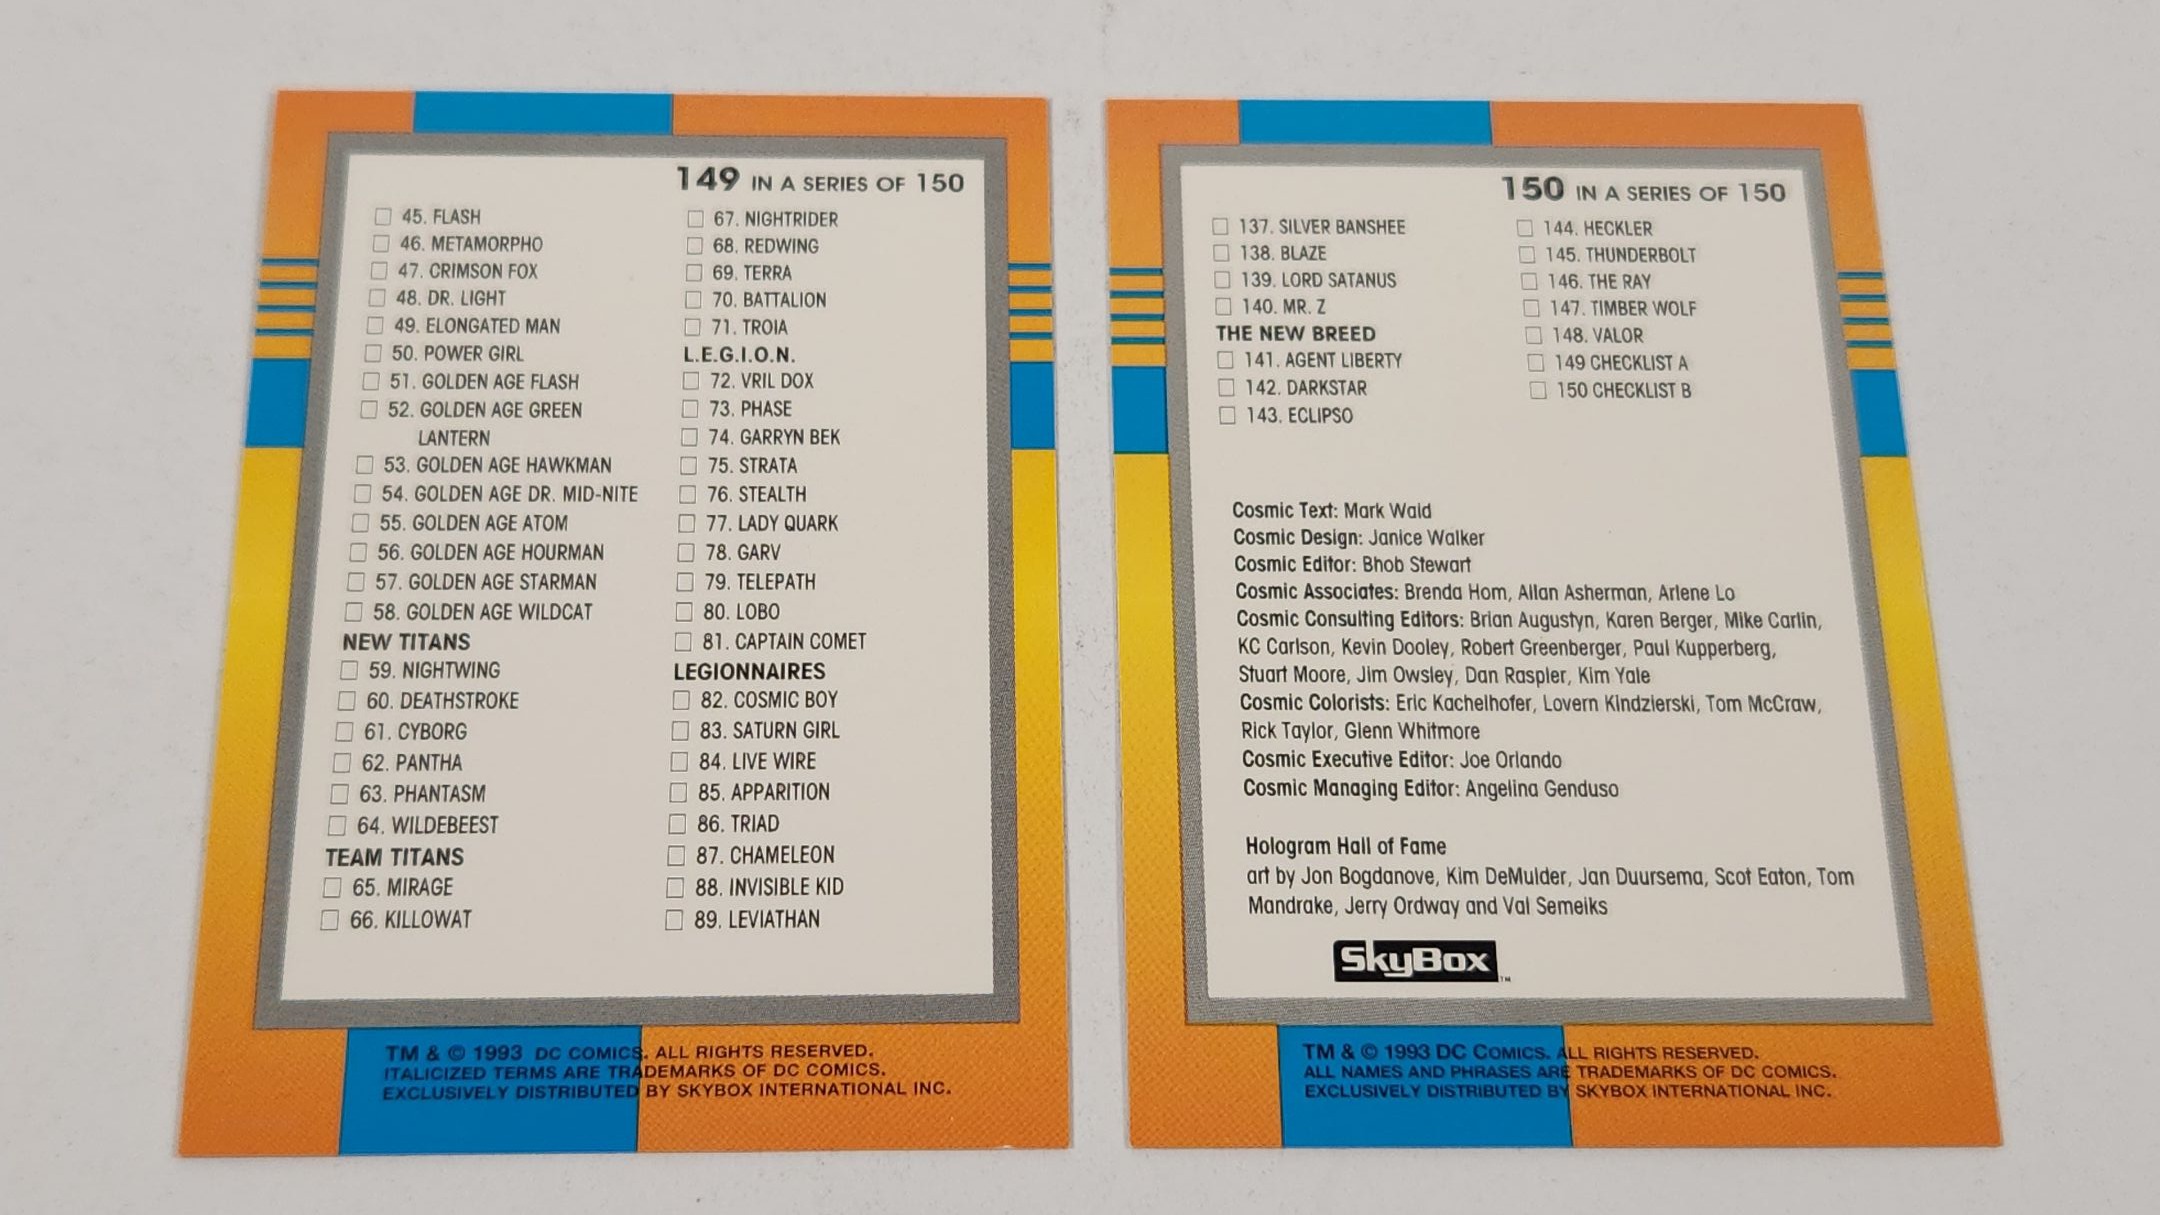 149 IN A SERIES OF 150
45. FLASH
46. METAMORPHO
47. CRIMSON FOX
48. DR. LIGHT
49. ELONGATED MAN
50. POWER GIRL
51. GOLDEN AGE FLASH
52. GOLDEN AGE GREEN
LANTERN
53. GOLDEN AGE HAWKMAN
54. GOLDEN AGE DR. MID-NITE
55. GOLDEN AGE ATOM
56. GOLDEN AGE HOURMAN
57. GOLDEN AGE STARMAN
58. GOLDEN AGE WILDCAT
NEW TITANS
59. NIGHTWING
60. DEATHSTROKE
61. CYBORG
62. PANTHA
63. PHANTASM
64. WILDEBEEST
TEAM TITANS
65. MIRAGE
66. KILLOWAT
67. NIGHTRIDER
68. REDWING
69. TERRA
70. BATTALION
71. TROIA
L.E.G.I.O.N.
72. VRIL DOX
73. PHASE
74. GARRYN BEK
75. STRATA
76. STEALTH
77. LADY QUARK
78. GARV
79. TELEPATH
80. LOBO
81. CAPTAIN COMET
LEGIONNAIRES
82. COSMIC BOY
83. SATURN GIRL
84. LIVE WIRE
85. APPARITION
86. TRIAD
87. CHAMELEON
88. INVISIBLE KID
89. LEVIATHAN
TM & © 1993 DC COMICS. ALL RIGHTS RESERVED.
ITALICIZED TERMS ARE TRADEMARKS OF DC COMICS.
EXCLUSIVELY DISTRIBUTED BY SKYBOX INTERNATIONAL INC.
150 IN A SERIES OF 150
137. SILVER BANSHEE
138. BLAZE
139. LORD SATANUS
140. MR. Z
THE NEW BREED
141. AGENT LIBERTY
142. DARKSTAR
143. ECLIPSO
144. HECKLER
145. THUNDERBOLT
146. THE RAY
147. TIMBER WOLF
148. VALOR
149 CHECKLIST A
150 CHECKLIST B
Cosmic Text: Mark Waid
Cosmic Design: Janice Walker
Cosmic Editor: Bhob Stewart
Cosmic Associates: Brenda Hom, Allan Asherman, Arlene Lo
Cosmic Consulting Editors: Brian Augustyn, Karen Berger, Mike Carlin,
KC Carlson, Kevin Dooley, Robert Greenberger, Paul Kupperberg,
Stuart Moore, Jim Owsley, Dan Raspler, Kim Yale
Cosmic Colorists: Eric Kachelhofer, Lovern Kindzierski, Tom McCraw,
Rick Taylor, Glenn Whitmore
Cosmic Executive Editor: Joe Orlando
Cosmic Managing Editor: Angelina Genduso
Hologram Hall of Fame
art by Jon Bogdanove, Kim DeMulder, Jan Duursema, Scot Eaton, Tom
Mandrake, Jerry Ordway and Val Semeiks
SkyBox™
TM & © 1993 DC COMICS. ALL RIGHTS RESERVED.
ALL NAMES AND PHRASES ARE TRADEMARKS OF DC COMICS.
EXCLUSIVELY DISTRIBUTED BY SKYBOX INTERNATIONAL INC.